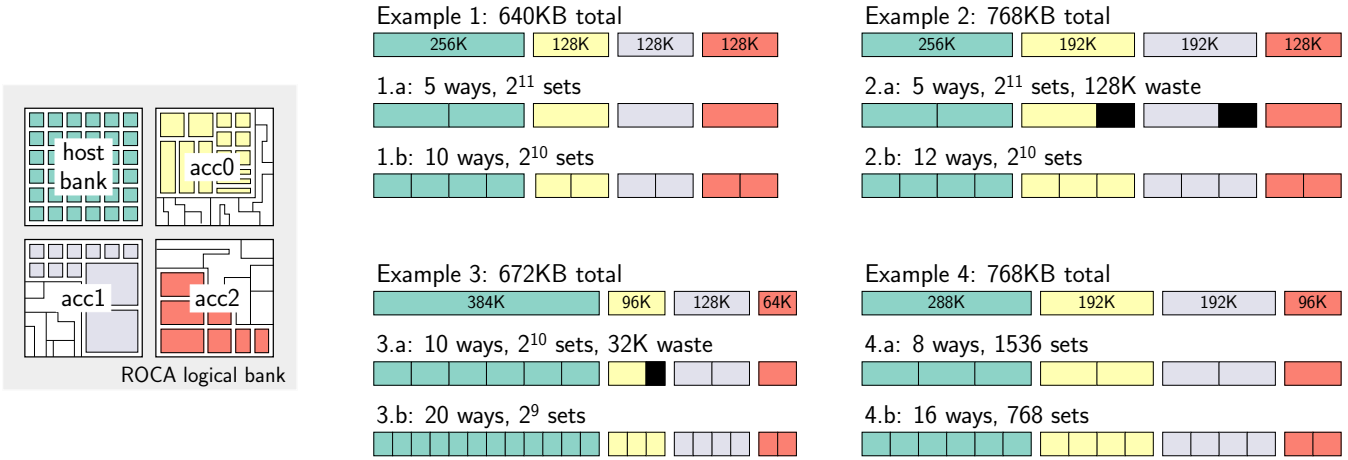 host
bank
acc0
acc1
acc2
ROCA logical bank
Example 1: 640KB total
256K 128K 128K 128K
1.a: 5 ways, 2¹¹ sets
1.b: 10 ways, 2¹⁰ sets
Example 2: 768KB total
256K 192K 192K 128K
2.a: 5 ways, 2¹¹ sets, 128K waste
2.b: 12 ways, 2¹⁰ sets
Example 3: 672KB total
384K 96K 128K 64K
3.a: 10 ways, 2¹⁰ sets, 32K waste
3.b: 20 ways, 2⁹ sets
Example 4: 768KB total
288K 192K 192K 96K
4.a: 8 ways, 1536 sets
4.b: 16 ways, 768 sets